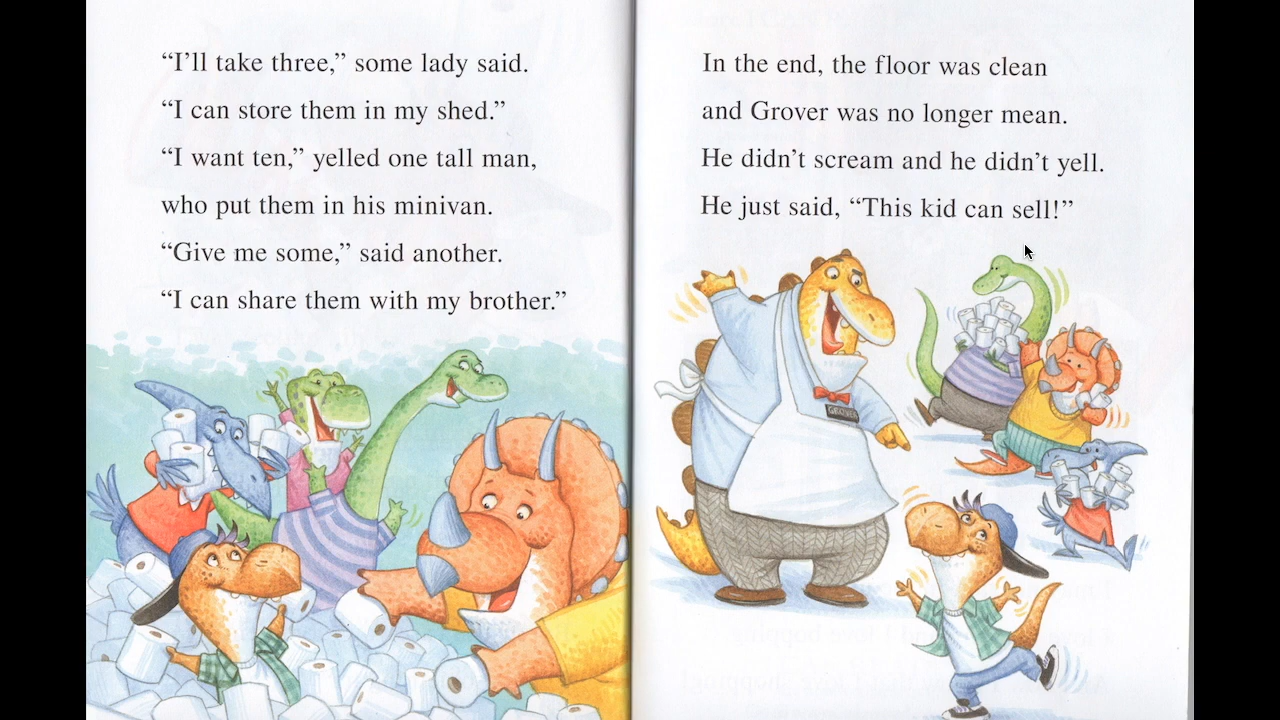 “I’ll take three,” some lady said.
“I can store them in my shed.”
“I want ten,” yelled one tall man,
who put them in his minivan.
“Give me some,” said another.
“I can share them with my brother.”
In the end, the floor was clean
and Grover was no longer mean.
He didn’t scream and he didn’t yell.
He just said, “This kid can sell!”
GROVER